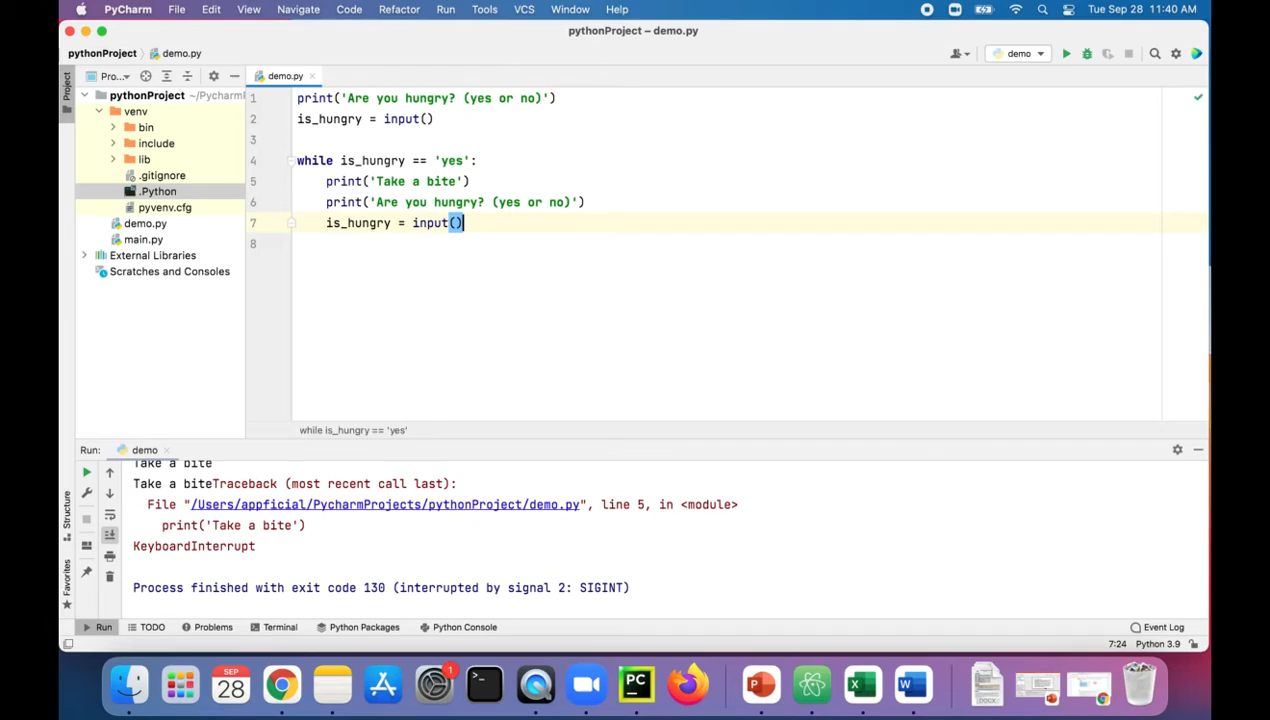 PyCharm File Edit View Navigate Code Refactor Run Tools VCS Window Help Tue Sep 28 11:40 AM
pythonProject – demo.py
pythonProject demo.py demo
Project Pro... demo.py
pythonProject ~/Pycharm
venv
bin
include
lib
.gitignore
.Python
pyvenv.cfg
demo.py
main.py
External Libraries
Scratches and Consoles
1 print('Are you hungry? (yes or no)')
2 is_hungry = input()
3
4 while is_hungry == 'yes':
5 print('Take a bite')
6 print('Are you hungry? (yes or no)')
7 is_hungry = input()
8
while is_hungry == 'yes'
Run: demo
Take a bite
Take a biteTraceback (most recent call last):
File "/Users/appficial/PycharmProjects/pythonProject/demo.py", line 5, in <module>
print('Take a bite')
KeyboardInterrupt
Process finished with exit code 130 (interrupted by signal 2: SIGINT)
Structure
Favorites
Run TODO Problems Terminal Python Packages Python Console Event Log
7:24 Python 3.9
SEP
28
1
>_
PC
P
X
W
DOCX